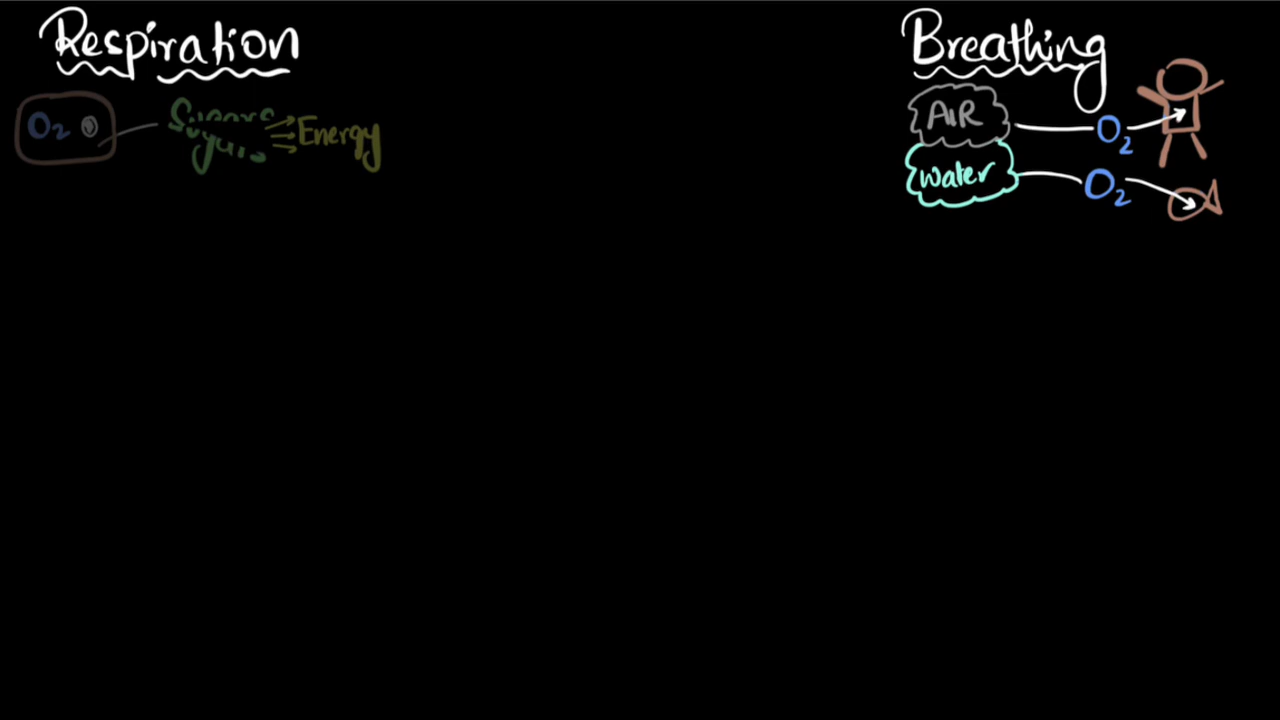 Respiration
O2
Energy
Breathing
AIR
O2
water
O2